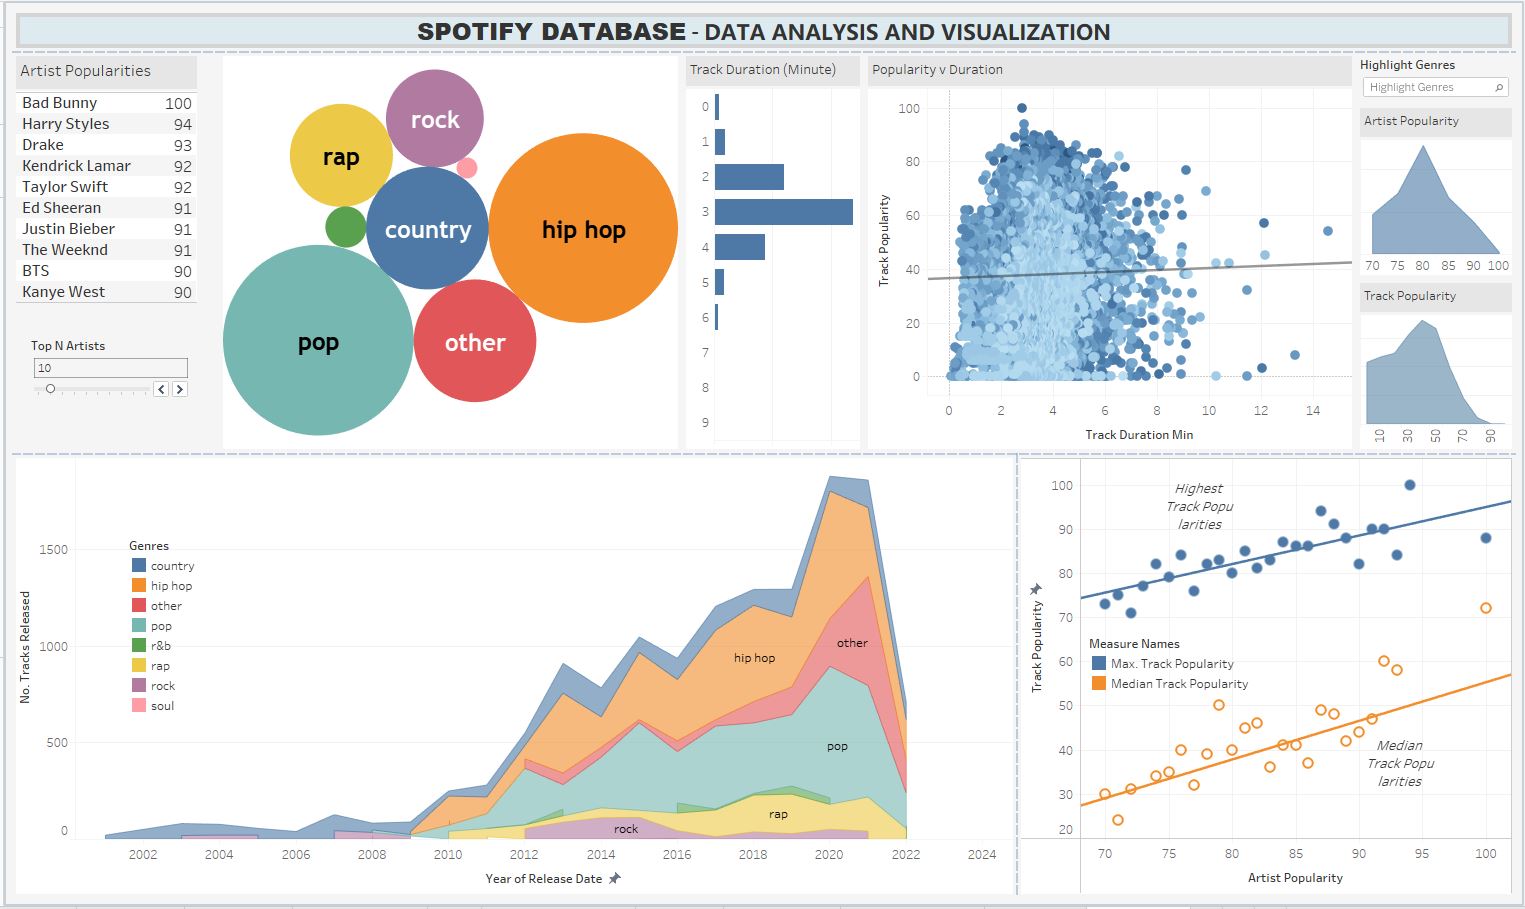 SPOTIFY DATABASE - DATA ANALYSIS AND VISUALIZATION
Artist Popularities
Bad Bunny 100
Harry Styles 94
Drake 93
Kendrick Lamar 92
Taylor Swift 92
Ed Sheeran 91
Justin Bieber 91
The Weeknd 91
BTS 90
Kanye West 90
Top N Artists
10
rock
rap
country
hip hop
pop
other
Track Duration (Minute)
0
1
2
3
4
5
6
7
8
9
Popularity v Duration
Track Popularity
100
80
60
40
20
0
0 2 4 6 8 10 12 14
Track Duration Min
Highlight Genres
Highlight Genres
Artist Popularity
70 75 80 85 90 100
Track Popularity
10 30 50 70 90
No. Tracks Released
1500
1000
500
0
Genres
country
hip hop
other
pop
r&b
rap
rock
soul
hip hop
other
pop
rap
rock
2002 2004 2006 2008 2010 2012 2014 2016 2018 2020 2022 2024
Year of Release Date
Track Popularity
100
90
80
70
60
50
40
30
20
Highest
Track Popu
larities
Measure Names
Max. Track Popularity
Median Track Popularity
Median
Track Popu
larities
70 75 80 85 90 95 100
Artist Popularity